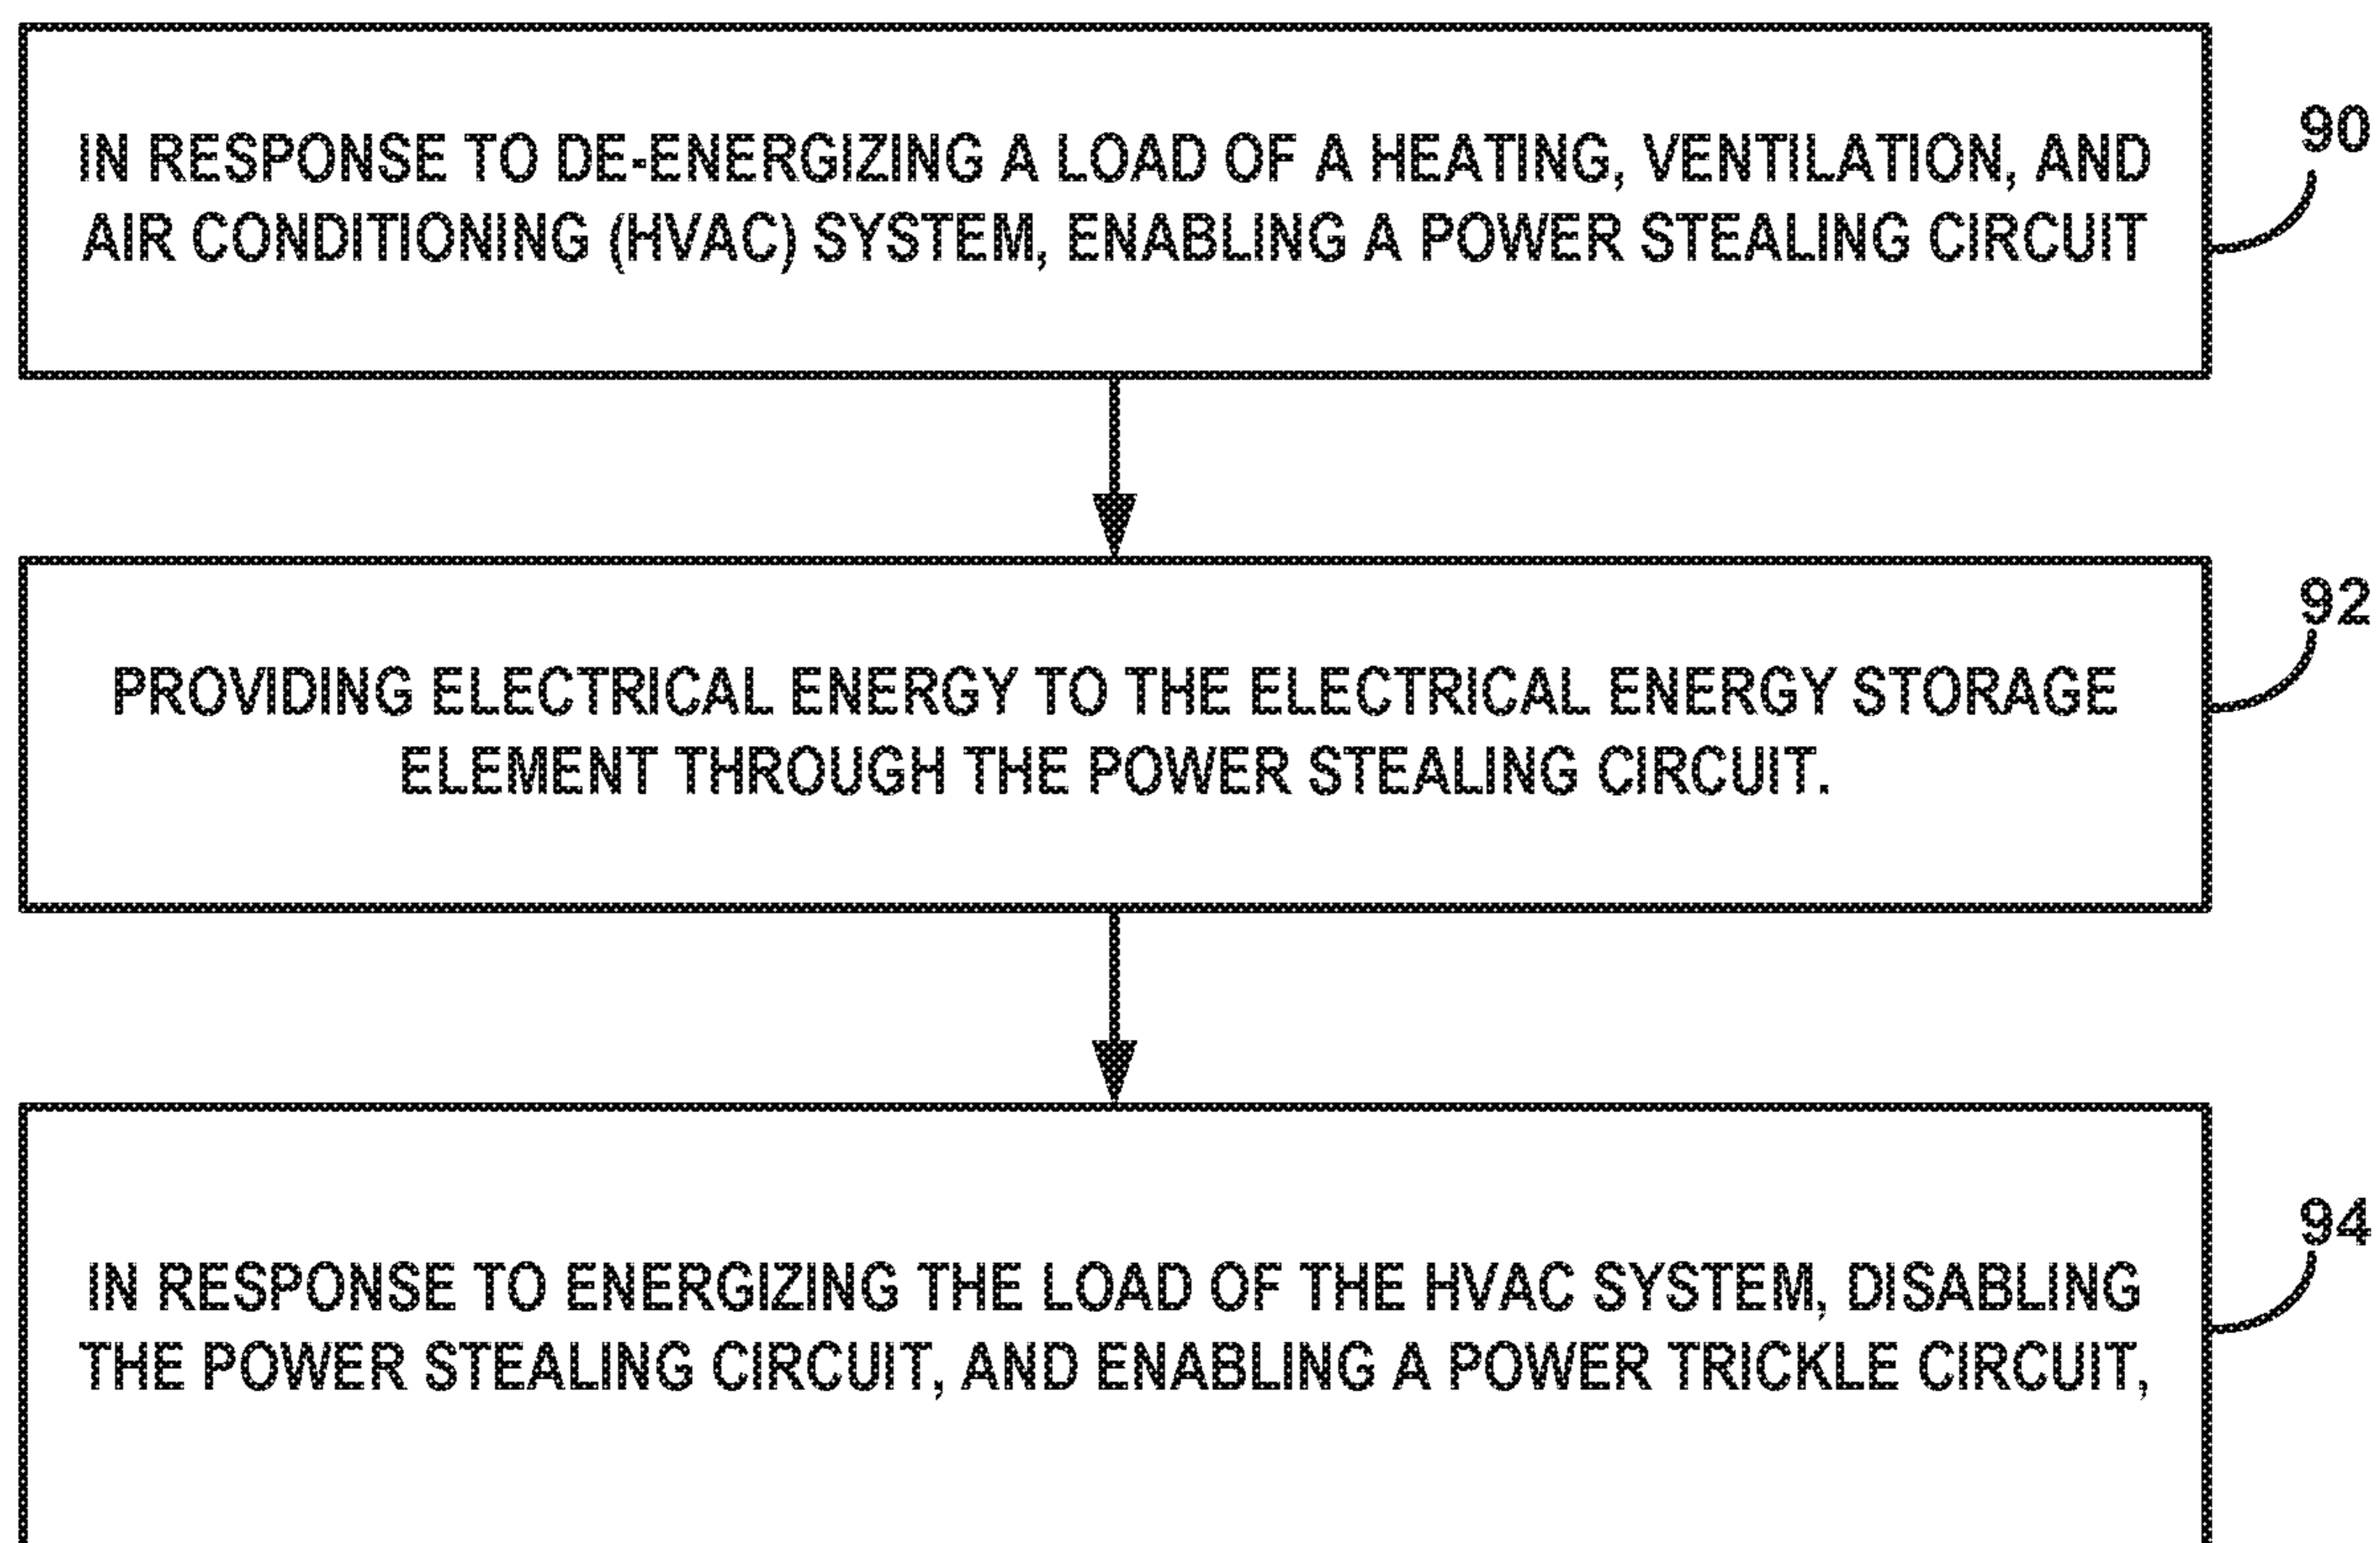 IN RESPONSE TO DE-ENERGIZING A LOAD OF A HEATING, VENTILATION, AND
AIR CONDITIONING (HVAC) SYSTEM, ENABLING A POWER STEALING CIRCUIT
90
PROVIDING ELECTRICAL ENERGY TO THE ELECTRICAL ENERGY STORAGE
ELEMENT THROUGH THE POWER STEALING CIRCUIT.
92
IN RESPONSE TO ENERGIZING THE LOAD OF THE HVAC SYSTEM, DISABLING
THE POWER STEALING CIRCUIT, AND ENABLING A POWER TRICKLE CIRCUIT,
94